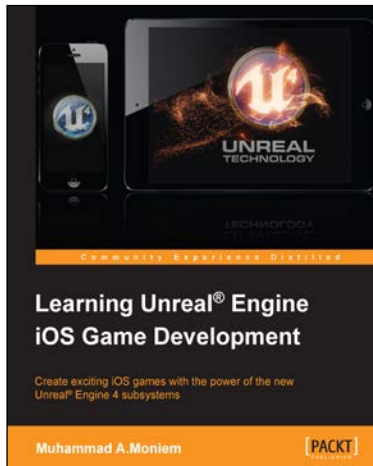 UNREAL
TECHNOLOGY
Community Experience Distilled
Learning Unreal® Engine
iOS Game Development
Create exciting iOS games with the power of the new
Unreal® Engine 4 subsystems
Muhammad A.Moniem
[PACKT]
PUBLISHING